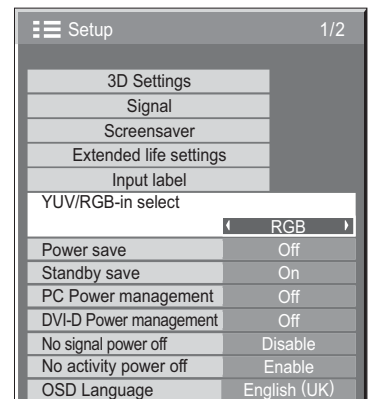 Setup 1/2
3D Settings
Signal
Screensaver
Extended life settings
Input label
YUV/RGB-in select
RGB
Power save Off
Standby save On
PC Power management Off
DVI-D Power management Off
No signal power off Disable
No activity power off Enable
OSD Language English (UK)